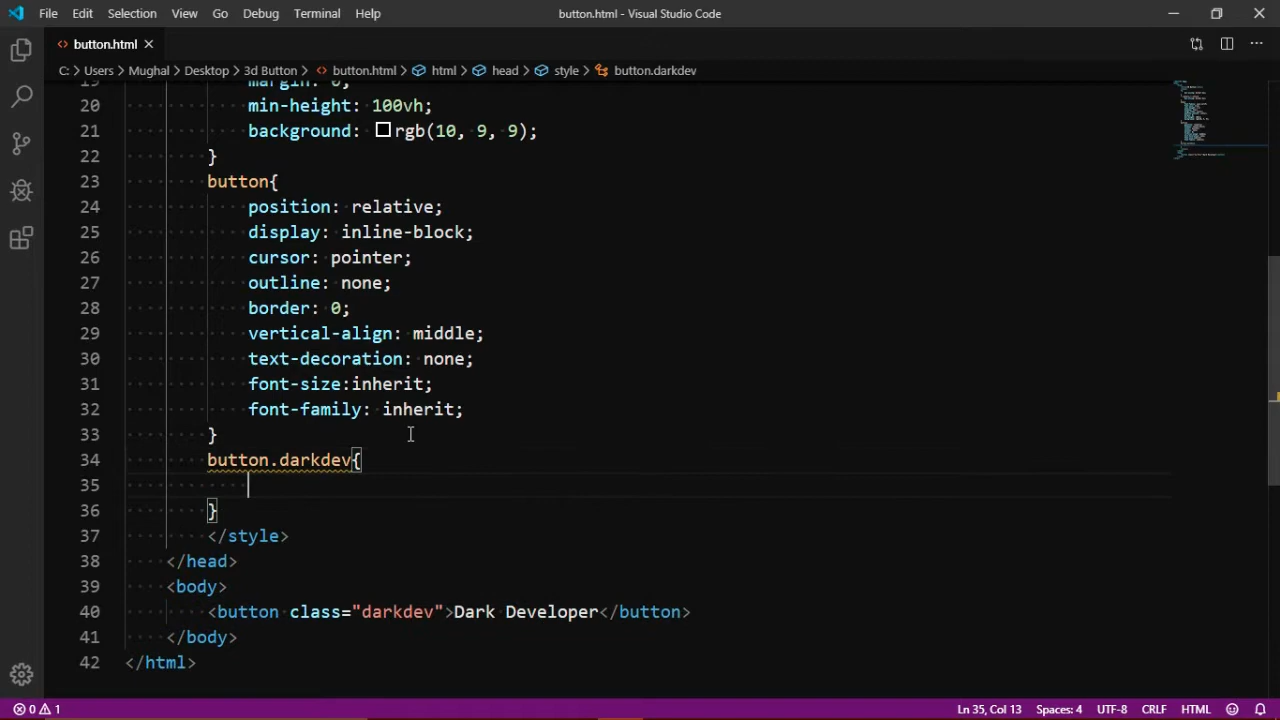 File Edit Selection View Go Debug Terminal Help button.html - Visual Studio Code
button.html
C: > Users > Mughal > Desktop > 3d Button > button.html > html > head > style > button.darkdev
19 margin: 0;
20 min-height: 100vh;
21 background: rgb(10, 9, 9);
22 }
23 button{
24 position: relative;
25 display: inline-block;
26 cursor: pointer;
27 outline: none;
28 border: 0;
29 vertical-align: middle;
30 text-decoration: none;
31 font-size:inherit;
32 font-family: inherit;
33 }
34 button.darkdev{
35
36 }
37 </style>
38 </head>
39 <body>
40 <button class="darkdev">Dark Developer</button>
41 </body>
42 </html>
0 1 Ln 35, Col 13 Spaces: 4 UTF-8 CRLF HTML